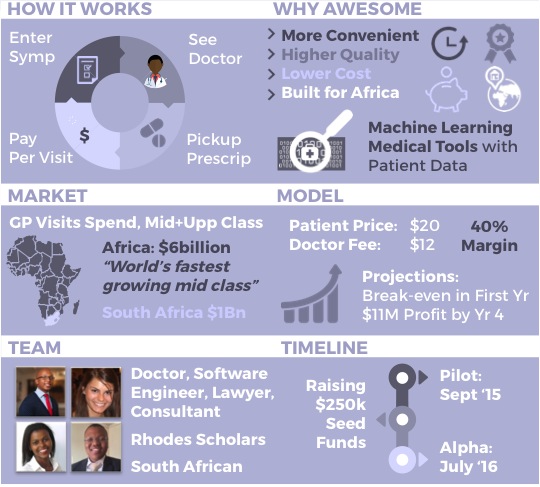 HOW IT WORKS
Enter
Symp
See
Doctor
Pay
Per Visit
$
Pickup
Prescrip
WHY AWESOME
More Convenient
Higher Quality
Lower Cost
Built for Africa
Machine Learning
Medical Tools with
Patient Data
MARKET
GP Visits Spend, Mid+Upp Class
Africa: $6billion
“World’s fastest
growing mid class”
South Africa $1Bn
MODEL
Patient Price: $20
Doctor Fee: $12
40%
Margin
Projections:
Break-even in First Yr
$11M Profit by Yr 4
TEAM
Doctor, Software
Engineer, Lawyer,
Consultant
Rhodes Scholars
South African
TIMELINE
Raising
$250k
Seed
Funds
Pilot:
Sept ‘15
Alpha:
July ‘16